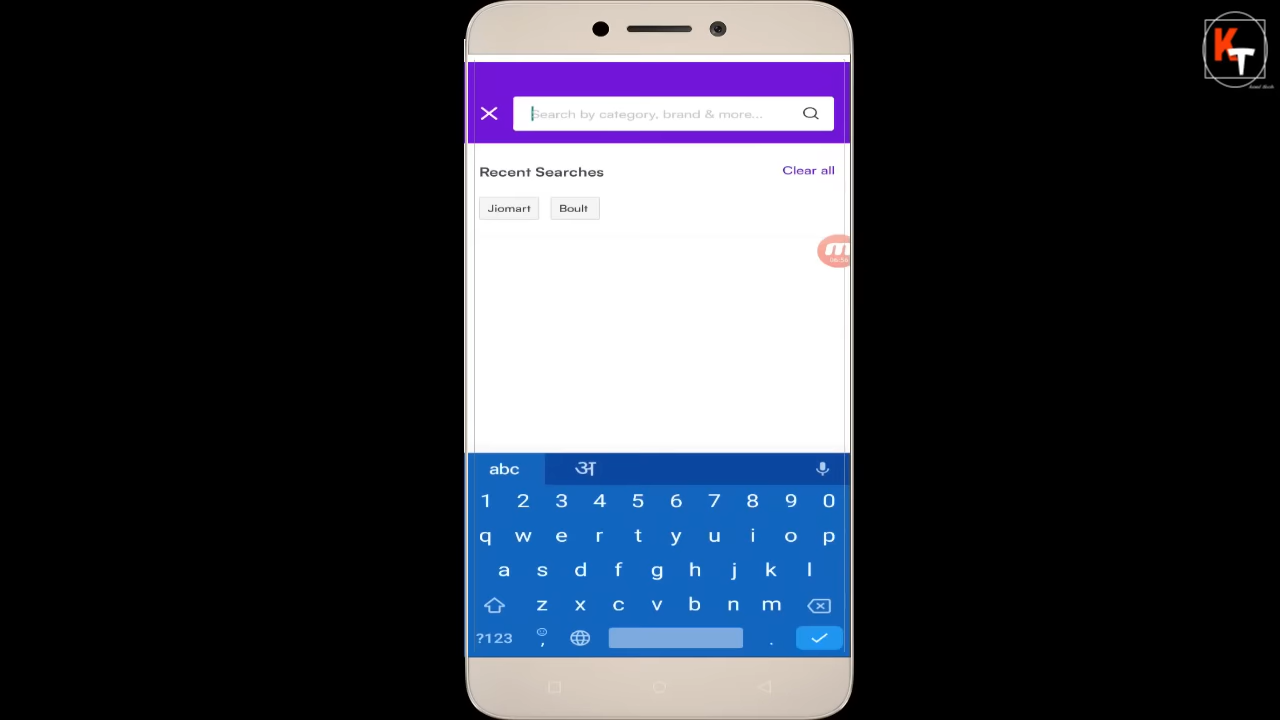 KT
Search by category, brand & more...
Recent Searches
Clear all
Jiomart
Boult
abc
अ
1 2 3 4 5 6 7 8 9 0
q w e r t y u i o p
a s d f g h j k l
z x c v b n m
?123 , .